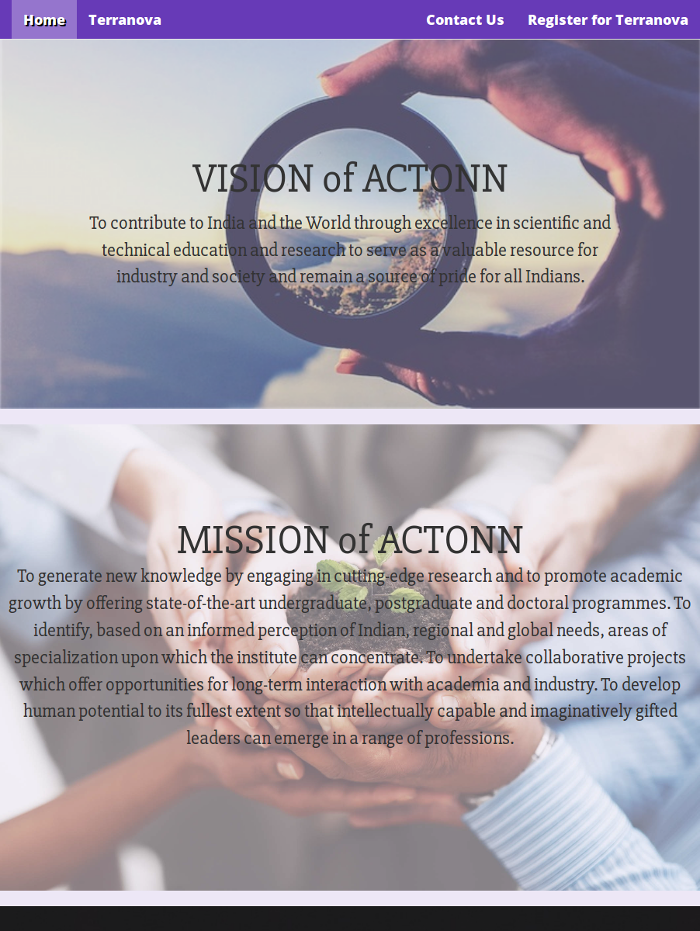 Home Terranova Contact Us Register for Terranova
VISION of ACTONN
To contribute to India and the World through excellence in scientific and
technical education and research to serve as a valuable resource for
industry and society and remain a source of pride for all Indians.
MISSION of ACTONN
To generate new knowledge by engaging in cutting-edge research and to promote academic
growth by offering state-of-the-art undergraduate, postgraduate and doctoral programmes. To
identify, based on an informed perception of Indian, regional and global needs, areas of
specialization upon which the institute can concentrate. To undertake collaborative projects
which offer opportunities for long-term interaction with academia and industry. To develop
human potential to its fullest extent so that intellectually capable and imaginatively gifted
leaders can emerge in a range of professions.